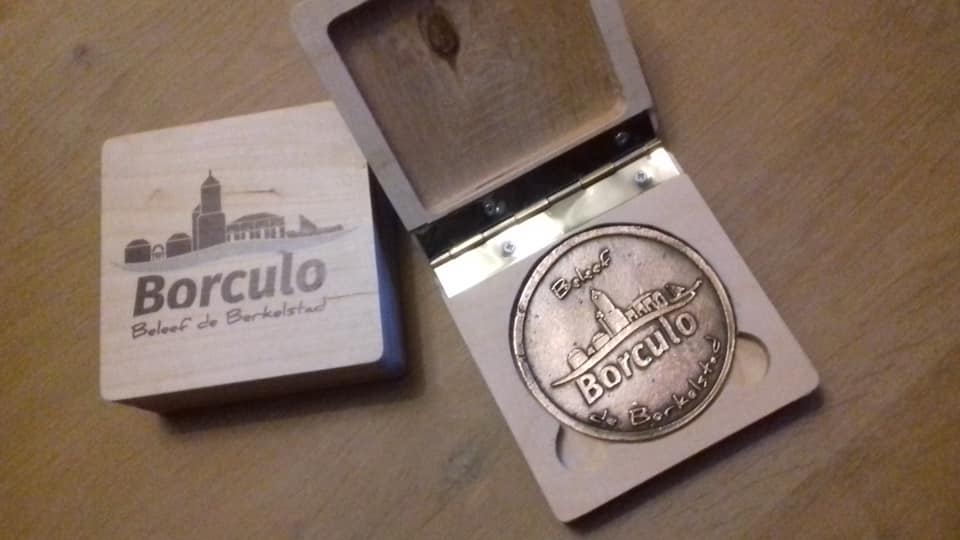 Borculo
Beleef de Berkelstad
Beleef
Borculo
de Berkelstad